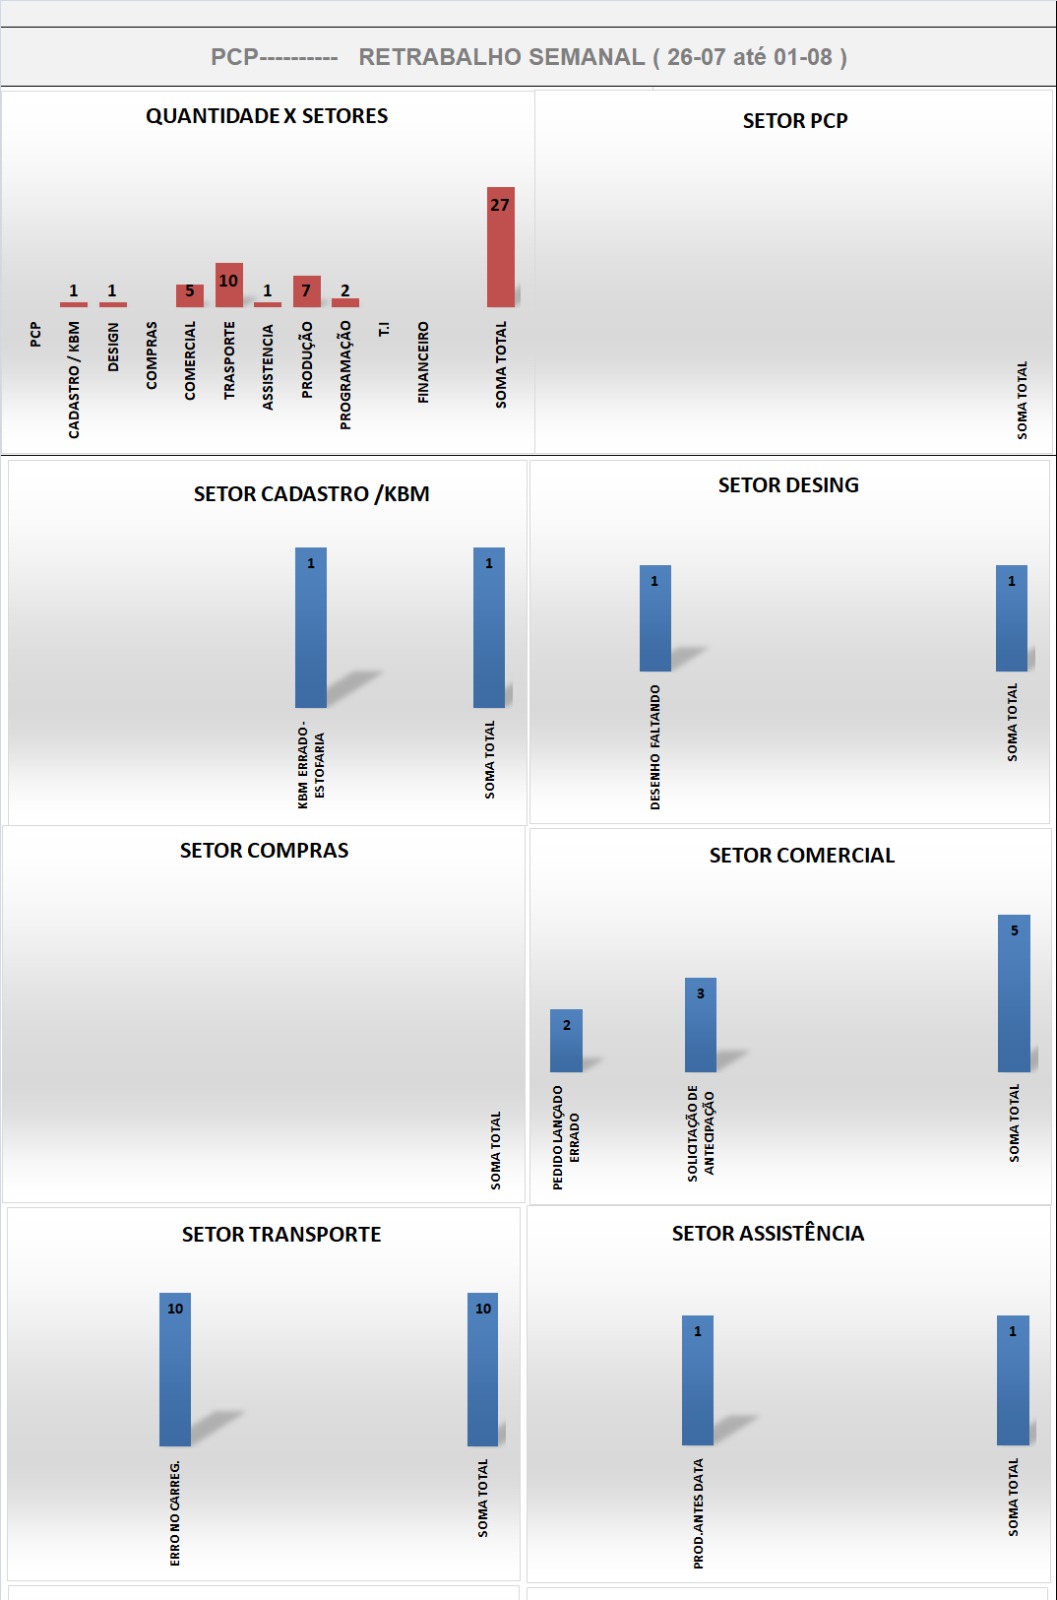 PCP----------   RETRABALHO SEMANAL ( 26-07 até 01-08 )
QUANTIDADE X SETORES
1
1
5
10
1
7
2
27
PCP
CADASTRO / KBM
DESIGN
COMPRAS
COMERCIAL
TRASPORTE
ASSISTENCIA
PRODUÇÃO
PROGRAMAÇÃO
T.I
FINANCEIRO
SOMA TOTAL
SETOR PCP
SOMA TOTAL
SETOR CADASTRO /KBM
1
1
KBM ERRADO -
ESTOFARIA
SOMA TOTAL
SETOR DESING
1
1
DESENHO FALTANDO
SOMA TOTAL
SETOR COMPRAS
SOMA TOTAL
SETOR COMERCIAL
2
3
5
PEDIDO LANÇADO
ERRADO
SOLICITAÇÃO DE
ANTECIPAÇÃO
SOMA TOTAL
SETOR TRANSPORTE
10
10
ERRO NO CARREG.
SOMA TOTAL
SETOR ASSISTÊNCIA
1
1
PROD.ANTES DATA
SOMA TOTAL